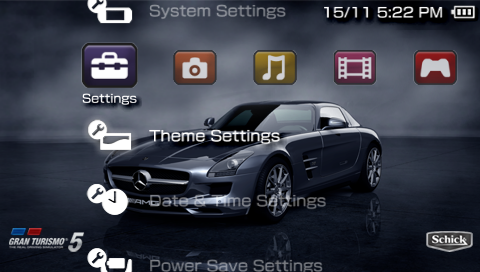 System Settings
15/11 5:22 PM
Settings
Theme Settings
AMG
Date & Time Settings
GRAN TURISMO 5
THE REAL DRIVING SIMULATOR
Schick
Power Save Settings